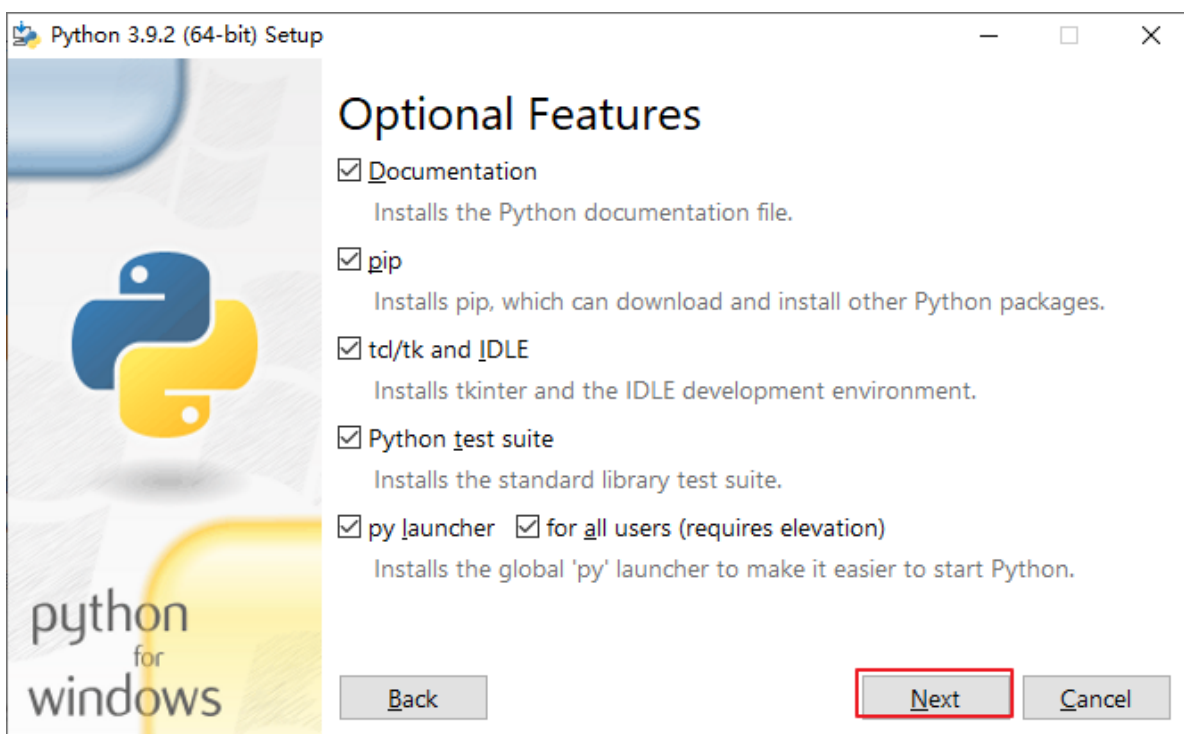 Python 3.9.2 (64-bit) Setup
Optional Features
Documentation
Installs the Python documentation file.
pip
Installs pip, which can download and install other Python packages.
tcl/tk and IDLE
Installs tkinter and the IDLE development environment.
Python test suite
Installs the standard library test suite.
py launcher for all users (requires elevation)
Installs the global 'py' launcher to make it easier to start Python.
python
for
windows
Back Next Cancel